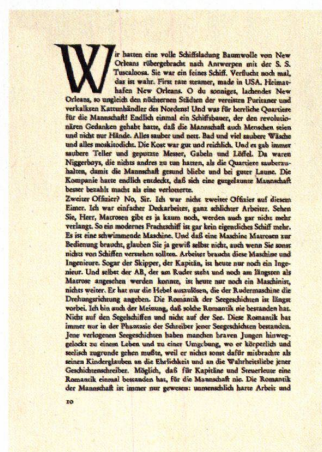 Wir hatten eine volle Schiffsladung Baumwolle von New
Orleans rübergebracht nach Antwerpen mit der S. S.
Tuscaloosa. Sie war ein feines Schiff. Verflucht noch mal,
das ist wahr. First rate steamer, made in USA. Heimat-
hafen New Orleans. O du sonniges, lachendes New
Orleans, so ungleich den nüchternen Städten der vereisten Puritaner und
verkalkten Kattunhändler des Nordens! Und was für herrliche Quartiere
für die Mannschaft! Endlich einmal ein Schiffsbauer, der den revolutio-
nären Gedanken gehabt hatte, daß die Mannschaft auch Menschen seien
und nicht nur Hände. Alles sauber und nett. Bad und viel saubere Wäsche
und alles moskitodicht. Die Kost war gut und reichlich. Und es gab immer
saubere Teller und geputzte Messer, Gabeln und Löffel. Da waren
Niggerboys, die nichts andres zu tun hatten, als die Quartiere sauberzu-
halten, damit die Mannschaft gesund bliebe und bei guter Laune. Die
Kompanie hatte endlich entdeckt, daß sich eine gutgelaunte Mannschaft
besser bezahlt macht als eine verlotterte.
Zweiter Offizier? No, Sir. Ich war nicht zweiter Offizier auf diesem
Eimer. Ich war einfacher Deckarbeiter, ganz schlichter Arbeiter. Sehen
Sie, Herr, Matrosen gibt es ja kaum noch, werden auch gar nicht mehr
verlangt. So ein modernes Frachtschiff ist gar kein eigentliches Schiff mehr.
Es ist eine schwimmende Maschine. Und daß eine Maschine Matrosen zur
Bedienung braucht, glauben Sie ja gewiß selbst nicht, auch wenn Sie sonst
nichts von Schiffen verstehen sollten. Arbeiter braucht diese Maschine und
Ingenieure. Sogar der Skipper, der Kapitän, ist heute nur noch ein Inge-
nieur. Und selbst der AB, der am Ruder steht und noch am längsten als
Matrose angesehen werden konnte, ist heute nur noch ein Maschinist,
nichts weiter. Er hat nur die Hebel auszulösen, die der Rudermaschine die
Drehungsrichtung angeben. Die Romantik der Seegeschichten ist längst
vorbei. Ich bin auch der Meinung, daß solche Romantik nie bestanden hat.
Nicht auf den Segelschiffen und nicht auf der See. Diese Romantik hat
immer nur in der Phantasie der Schreiber jener Seegeschichten bestanden.
Jene verlogenen Seegeschichten haben manchen braven Jungen hinweg-
gelockt zu einem Leben und zu einer Umgebung, wo er körperlich und
seelisch zugrunde gehen mußte, weil er nichts sonst dafür mitbrachte als
seinen Kinderglauben an die Ehrlichkeit und an die Wahrheitsliebe jener
Geschichtenschreiber. Möglich, daß für Kapitäne und Steuerleute eine
Romantik einmal bestanden hat, für die Mannschaft nie. Die Romantik
der Mannschaft ist immer nur gewesen: unmenschlich harte Arbeit und
10